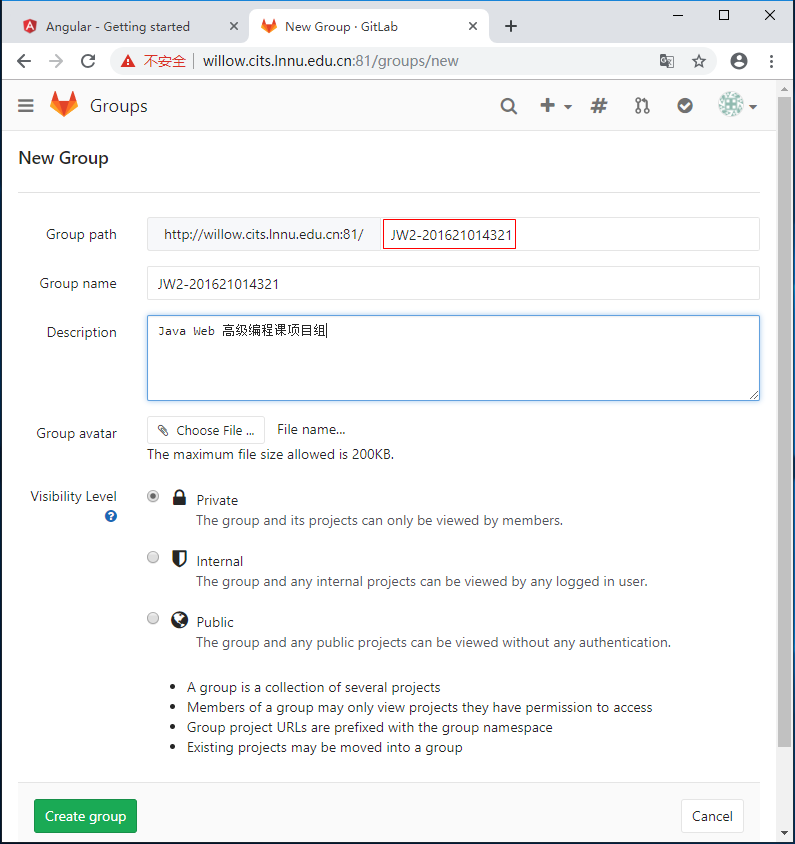 Angular - Getting started
New Group · GitLab
不安全 willow.cits.lnnu.edu.cn:81/groups/new
Groups
New Group
Group path http://willow.cits.lnnu.edu.cn:81/ JW2-201621014321
Group name JW2-201621014321
Description Java Web 高级编程课项目组
Group avatar Choose File ... File name...
The maximum file size allowed is 200KB.
Visibility Level Private
The group and its projects can only be viewed by members.
Internal
The group and any internal projects can be viewed by any logged in user.
Public
The group and any public projects can be viewed without any authentication.
• A group is a collection of several projects
• Members of a group may only view projects they have permission to access
• Group project URLs are prefixed with the group namespace
• Existing projects may be moved into a group
Create group Cancel